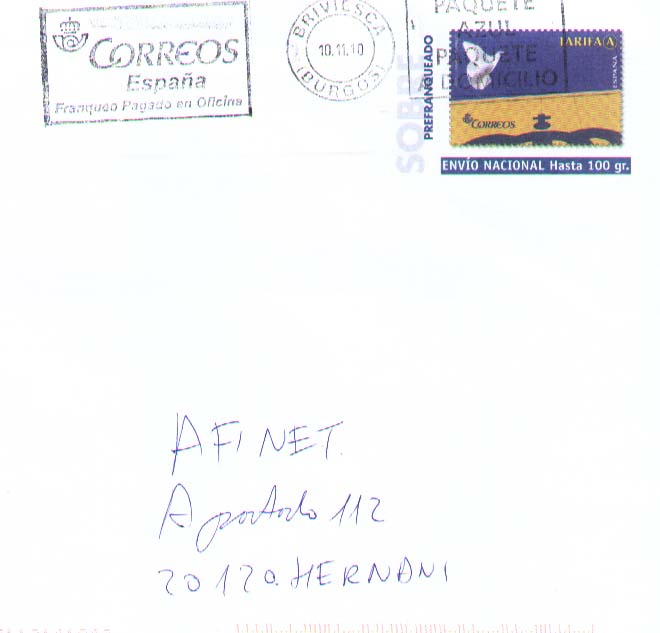 CORREOS
España
Franqueo Pagado en Oficina
BRIVIESCA
10.11.10
(BURGOS)
PAQUETE
AZUL
PAQUETE
A DOMICILIO
SOBRE
PREFRANQUEADO
TARIFA A
ESPAÑA
CORREOS
ENVÍO NACIONAL Hasta 100 gr.
AFINET.
Apartado 112
20120. HERNANI